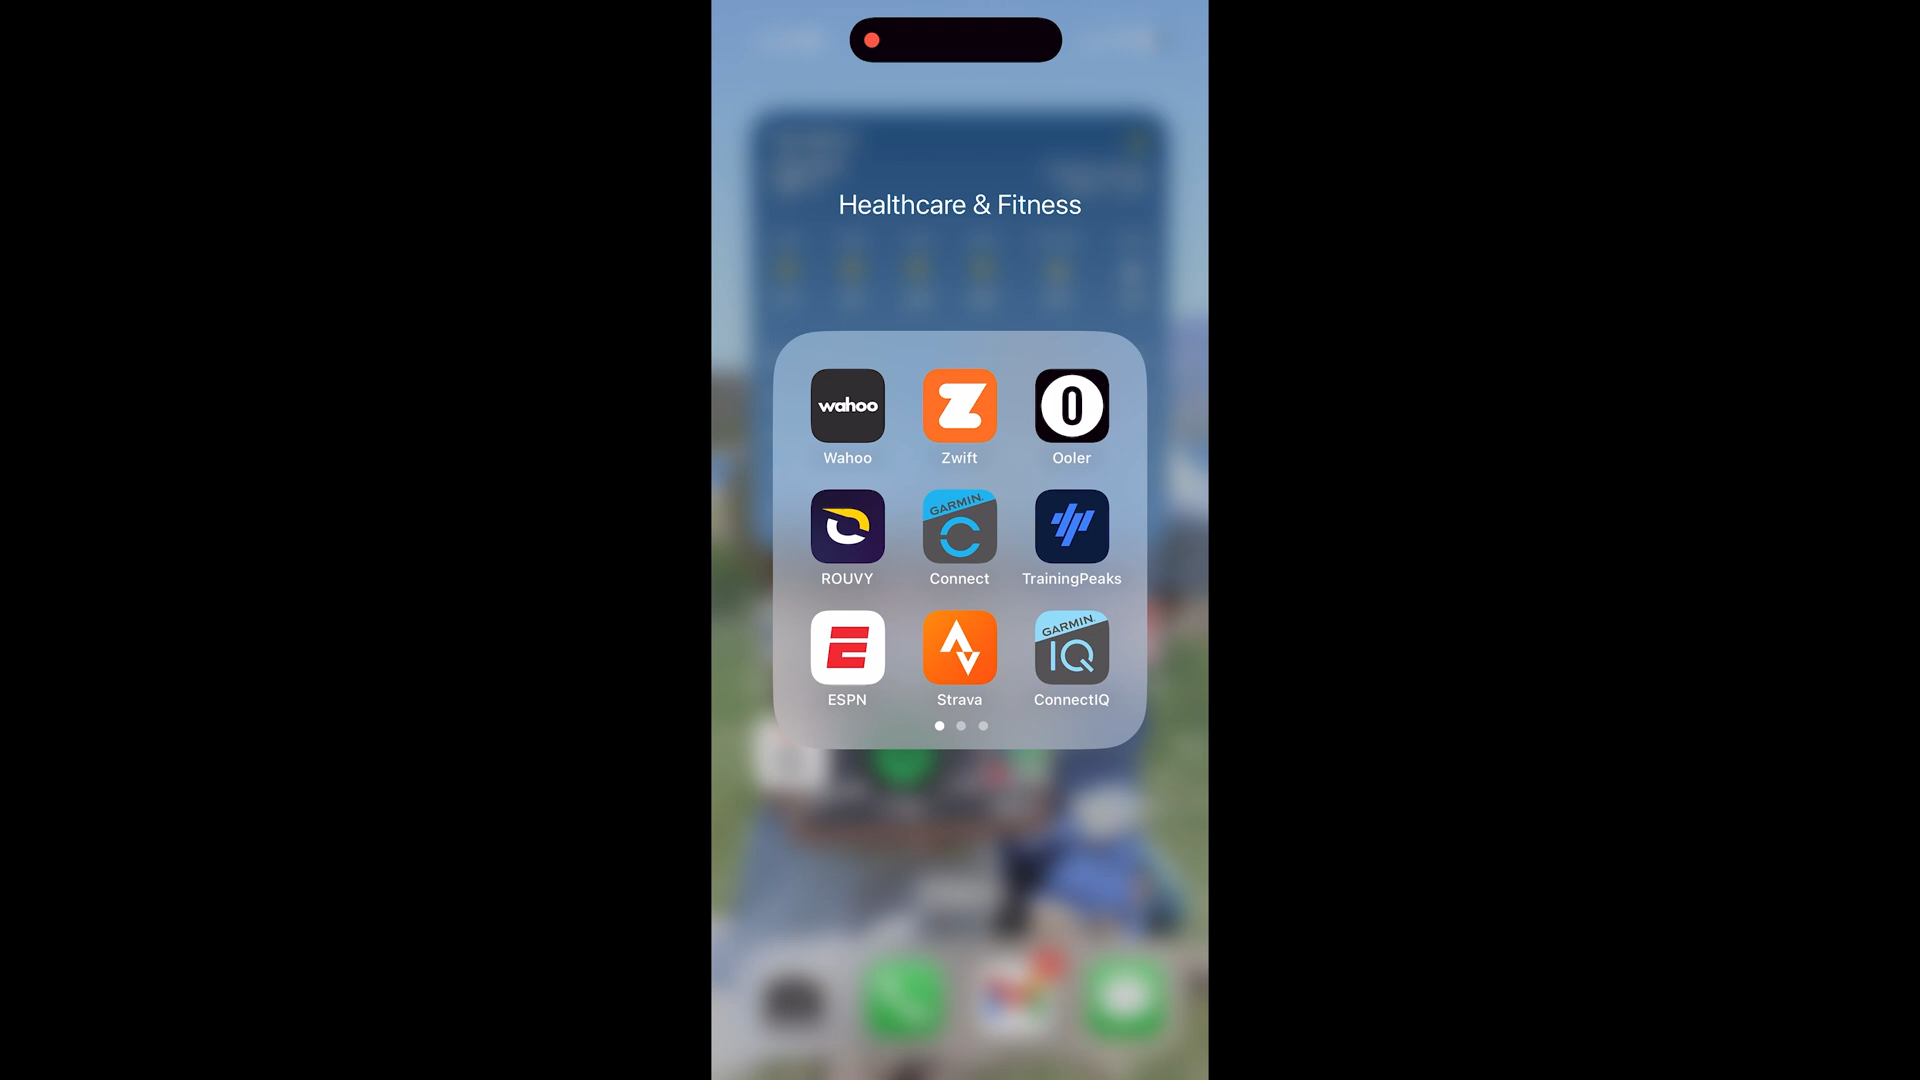 Healthcare & Fitness
wahoo
Wahoo
Zwift
Ooler
ROUVY
GARMIN
Connect
TrainingPeaks
ESPN
Strava
GARMIN
IQ
ConnectIQ